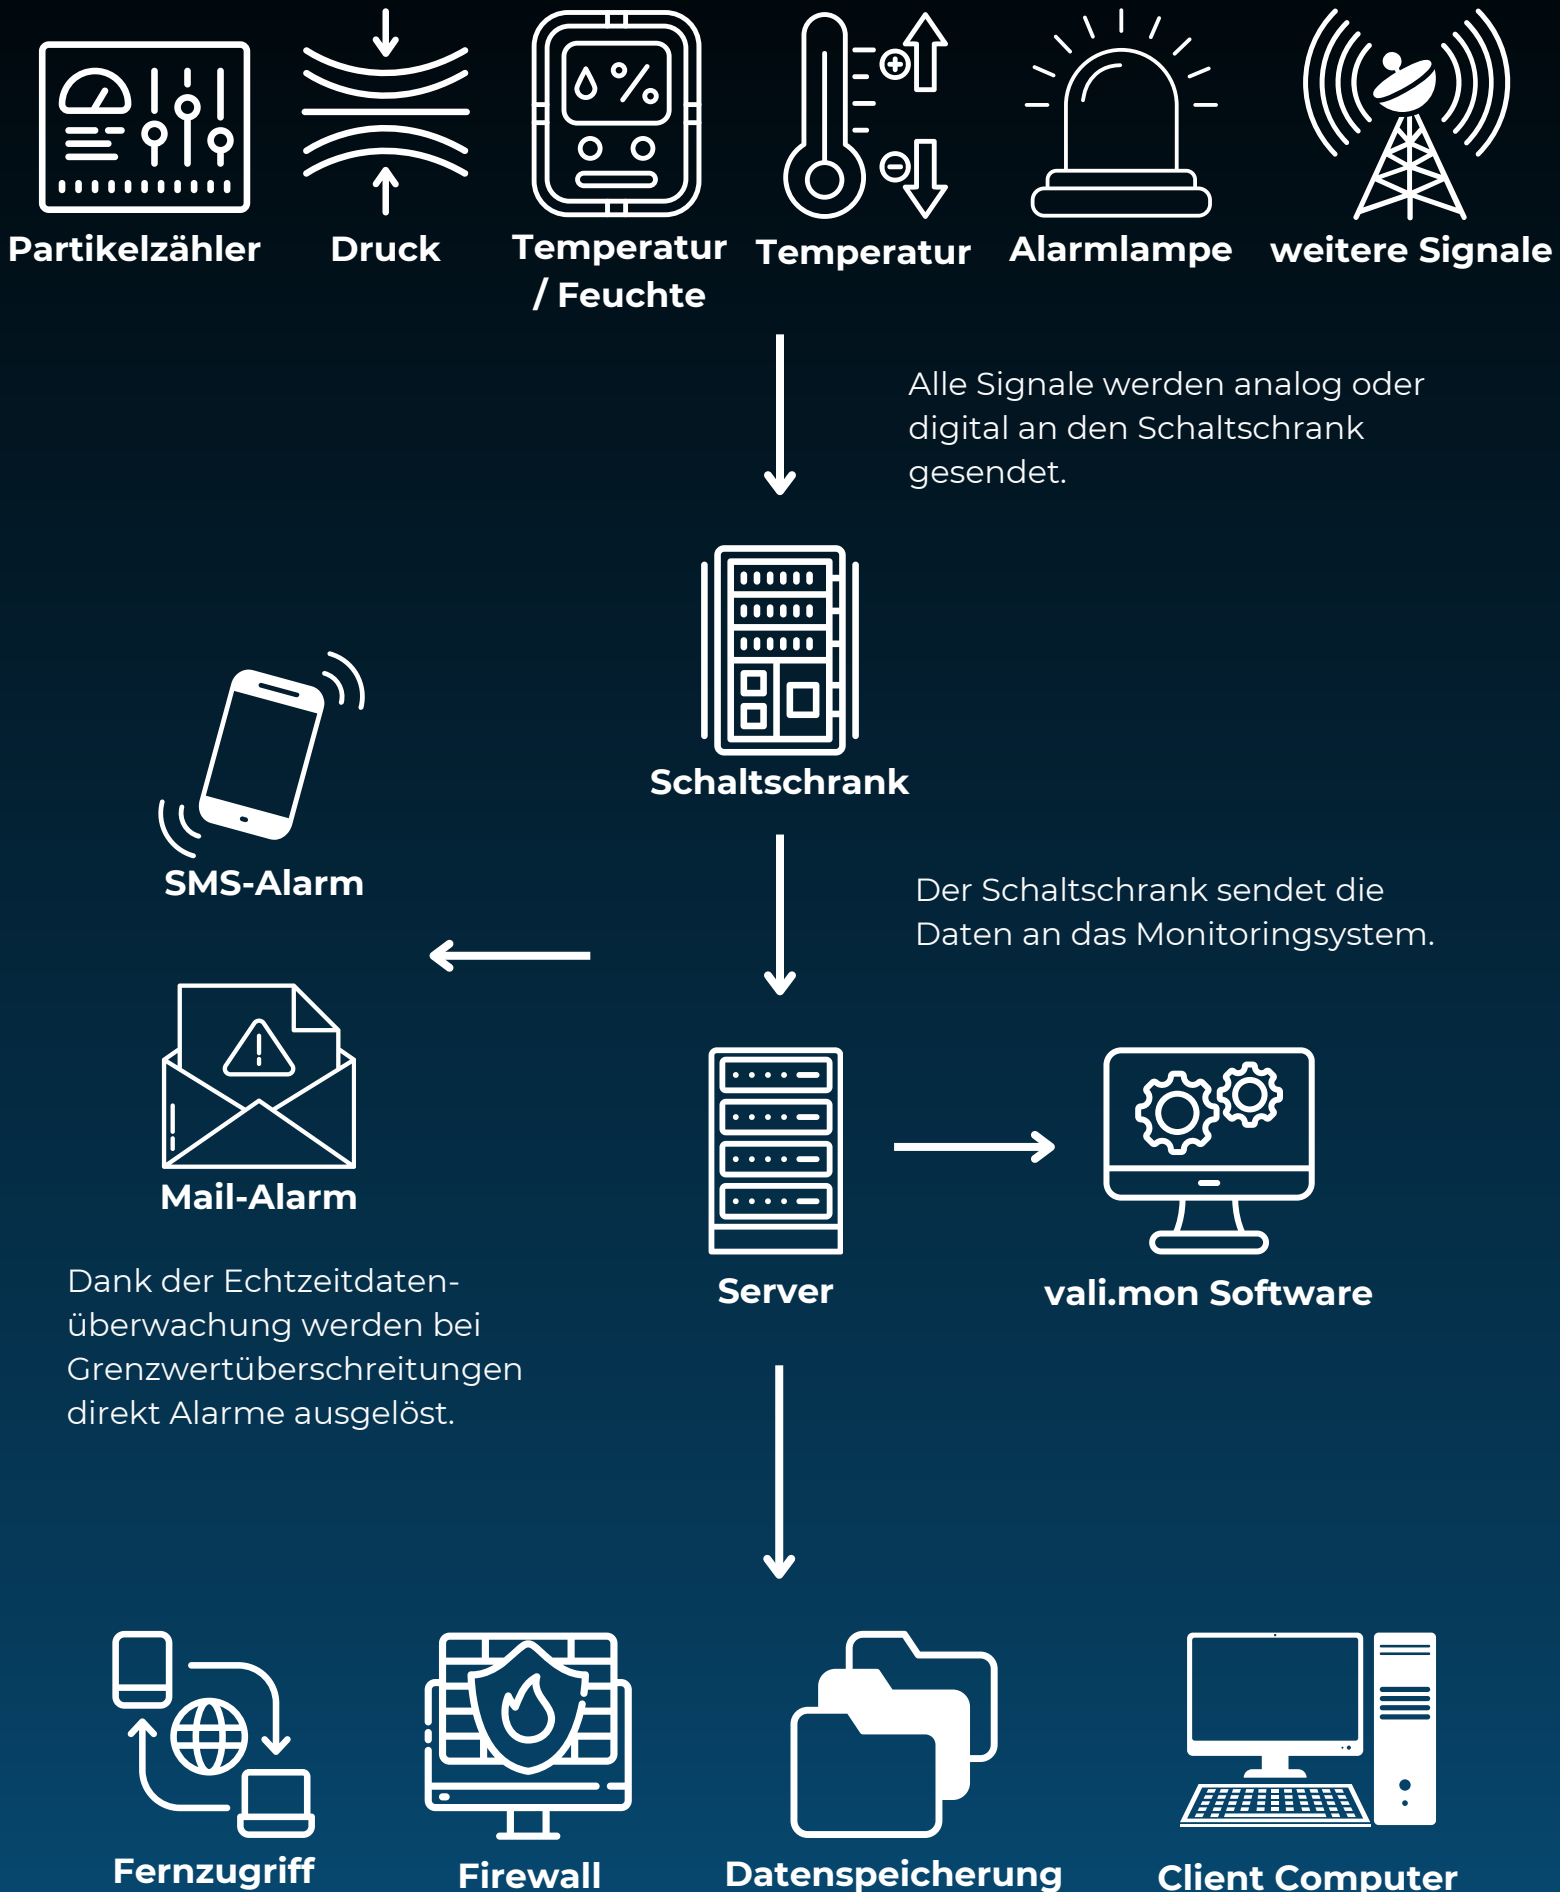 Partikelzähler
Druck
Temperatur
/ Feuchte
Temperatur
Alarmlampe
weitere Signale
Alle Signale werden analog oder
digital an den Schaltschrank
gesendet.
Schaltschrank
SMS-Alarm
Der Schaltschrank sendet die
Daten an das Monitoringsystem.
Mail-Alarm
Server
vali.mon Software
Dank der Echtzeitdaten-
überwachung werden bei
Grenzwertüberschreitungen
direkt Alarme ausgelöst.
Fernzugriff
Firewall
Datenspeicherung
Client Computer